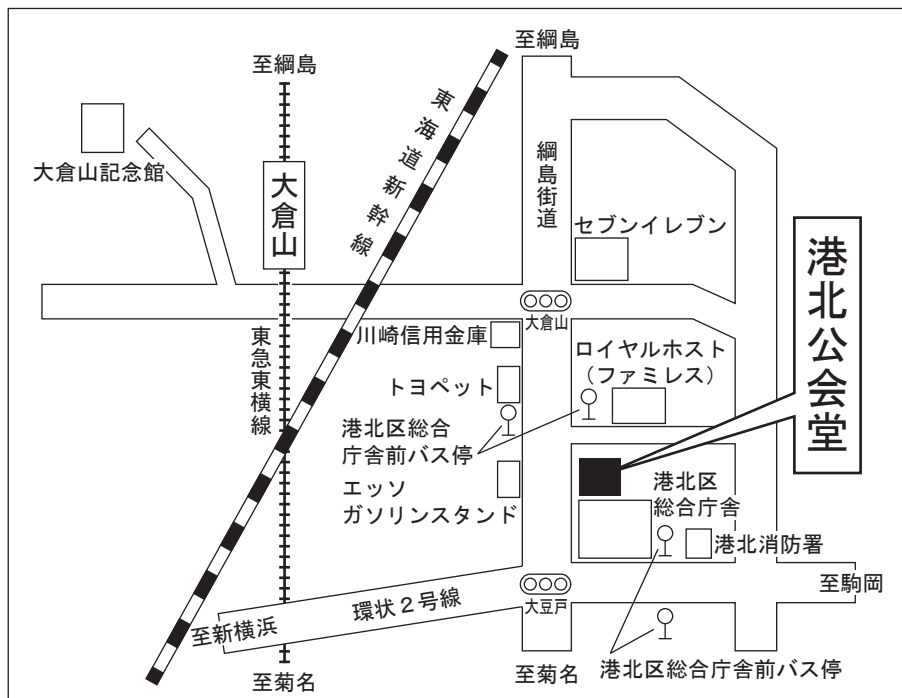 至綱島
至綱島
東海道新幹線
大倉山記念館
大倉山
綱島街道
セブンイレブン
港北公会堂
大倉山
川崎信用金庫
東急東横線
ロイヤルホスト
(ファミレス)
トヨペット
港北区総合
庁舎前バス停
エッソ
ガソリンスタンド
港北区
総合庁舎
港北消防署
至駒岡
大豆戸
環状2号線
至新横浜
至菊名
至菊名
港北区総合庁舎前バス停